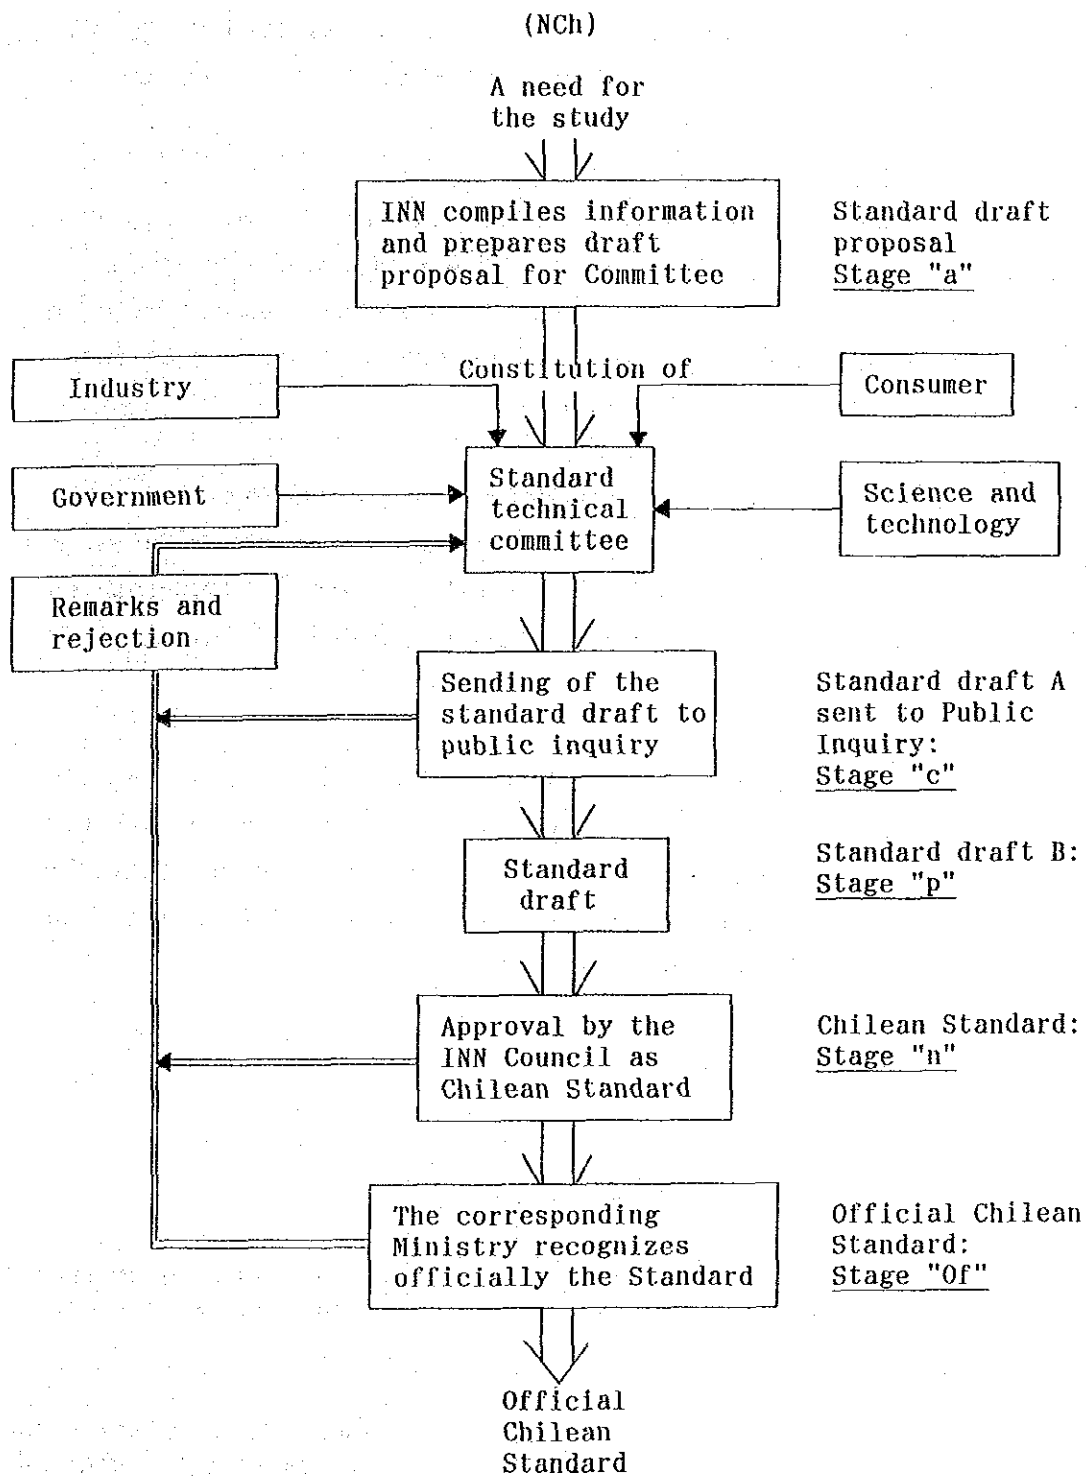 (NCh)
A need for
the study
INN compiles information
and prepares draft
proposal for Committee
Standard draft
proposal
Stage "a"
Constitution of
Industry
Consumer
Government
Standard
technical
committee
Science and
technology
Remarks and
rejection
Sending of the
standard draft to
public inquiry
Standard draft A
sent to Public
Inquiry:
Stage "c"
Standard
draft
Standard draft B:
Stage "p"
Approval by the
INN Council as
Chilean Standard
Chilean Standard:
Stage "n"
The corresponding
Ministry recognizes
officially the Standard
Official Chilean
Standard:
Stage "Of"
Official
Chilean
Standard